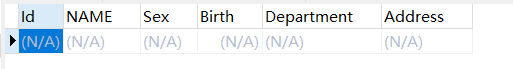 Id NAME Sex Birth Department Address
(N/A) (N/A) (N/A) (N/A) (N/A) (N/A)